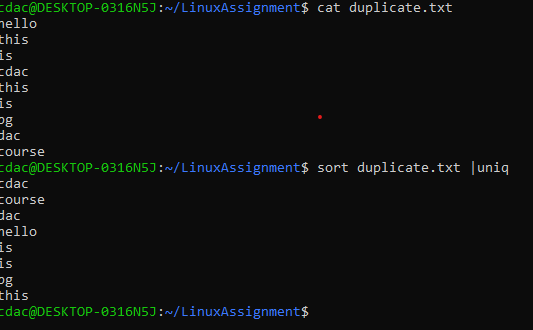 cdac@DESKTOP-0316N5J:~/LinuxAssignment$ cat duplicate.txt
hello
this
is
cdac
this
is
pg
dac
course
cdac@DESKTOP-0316N5J:~/LinuxAssignment$ sort duplicate.txt |uniq
cdac
course
dac
hello
is
is
pg
this
cdac@DESKTOP-0316N5J:~/LinuxAssignment$